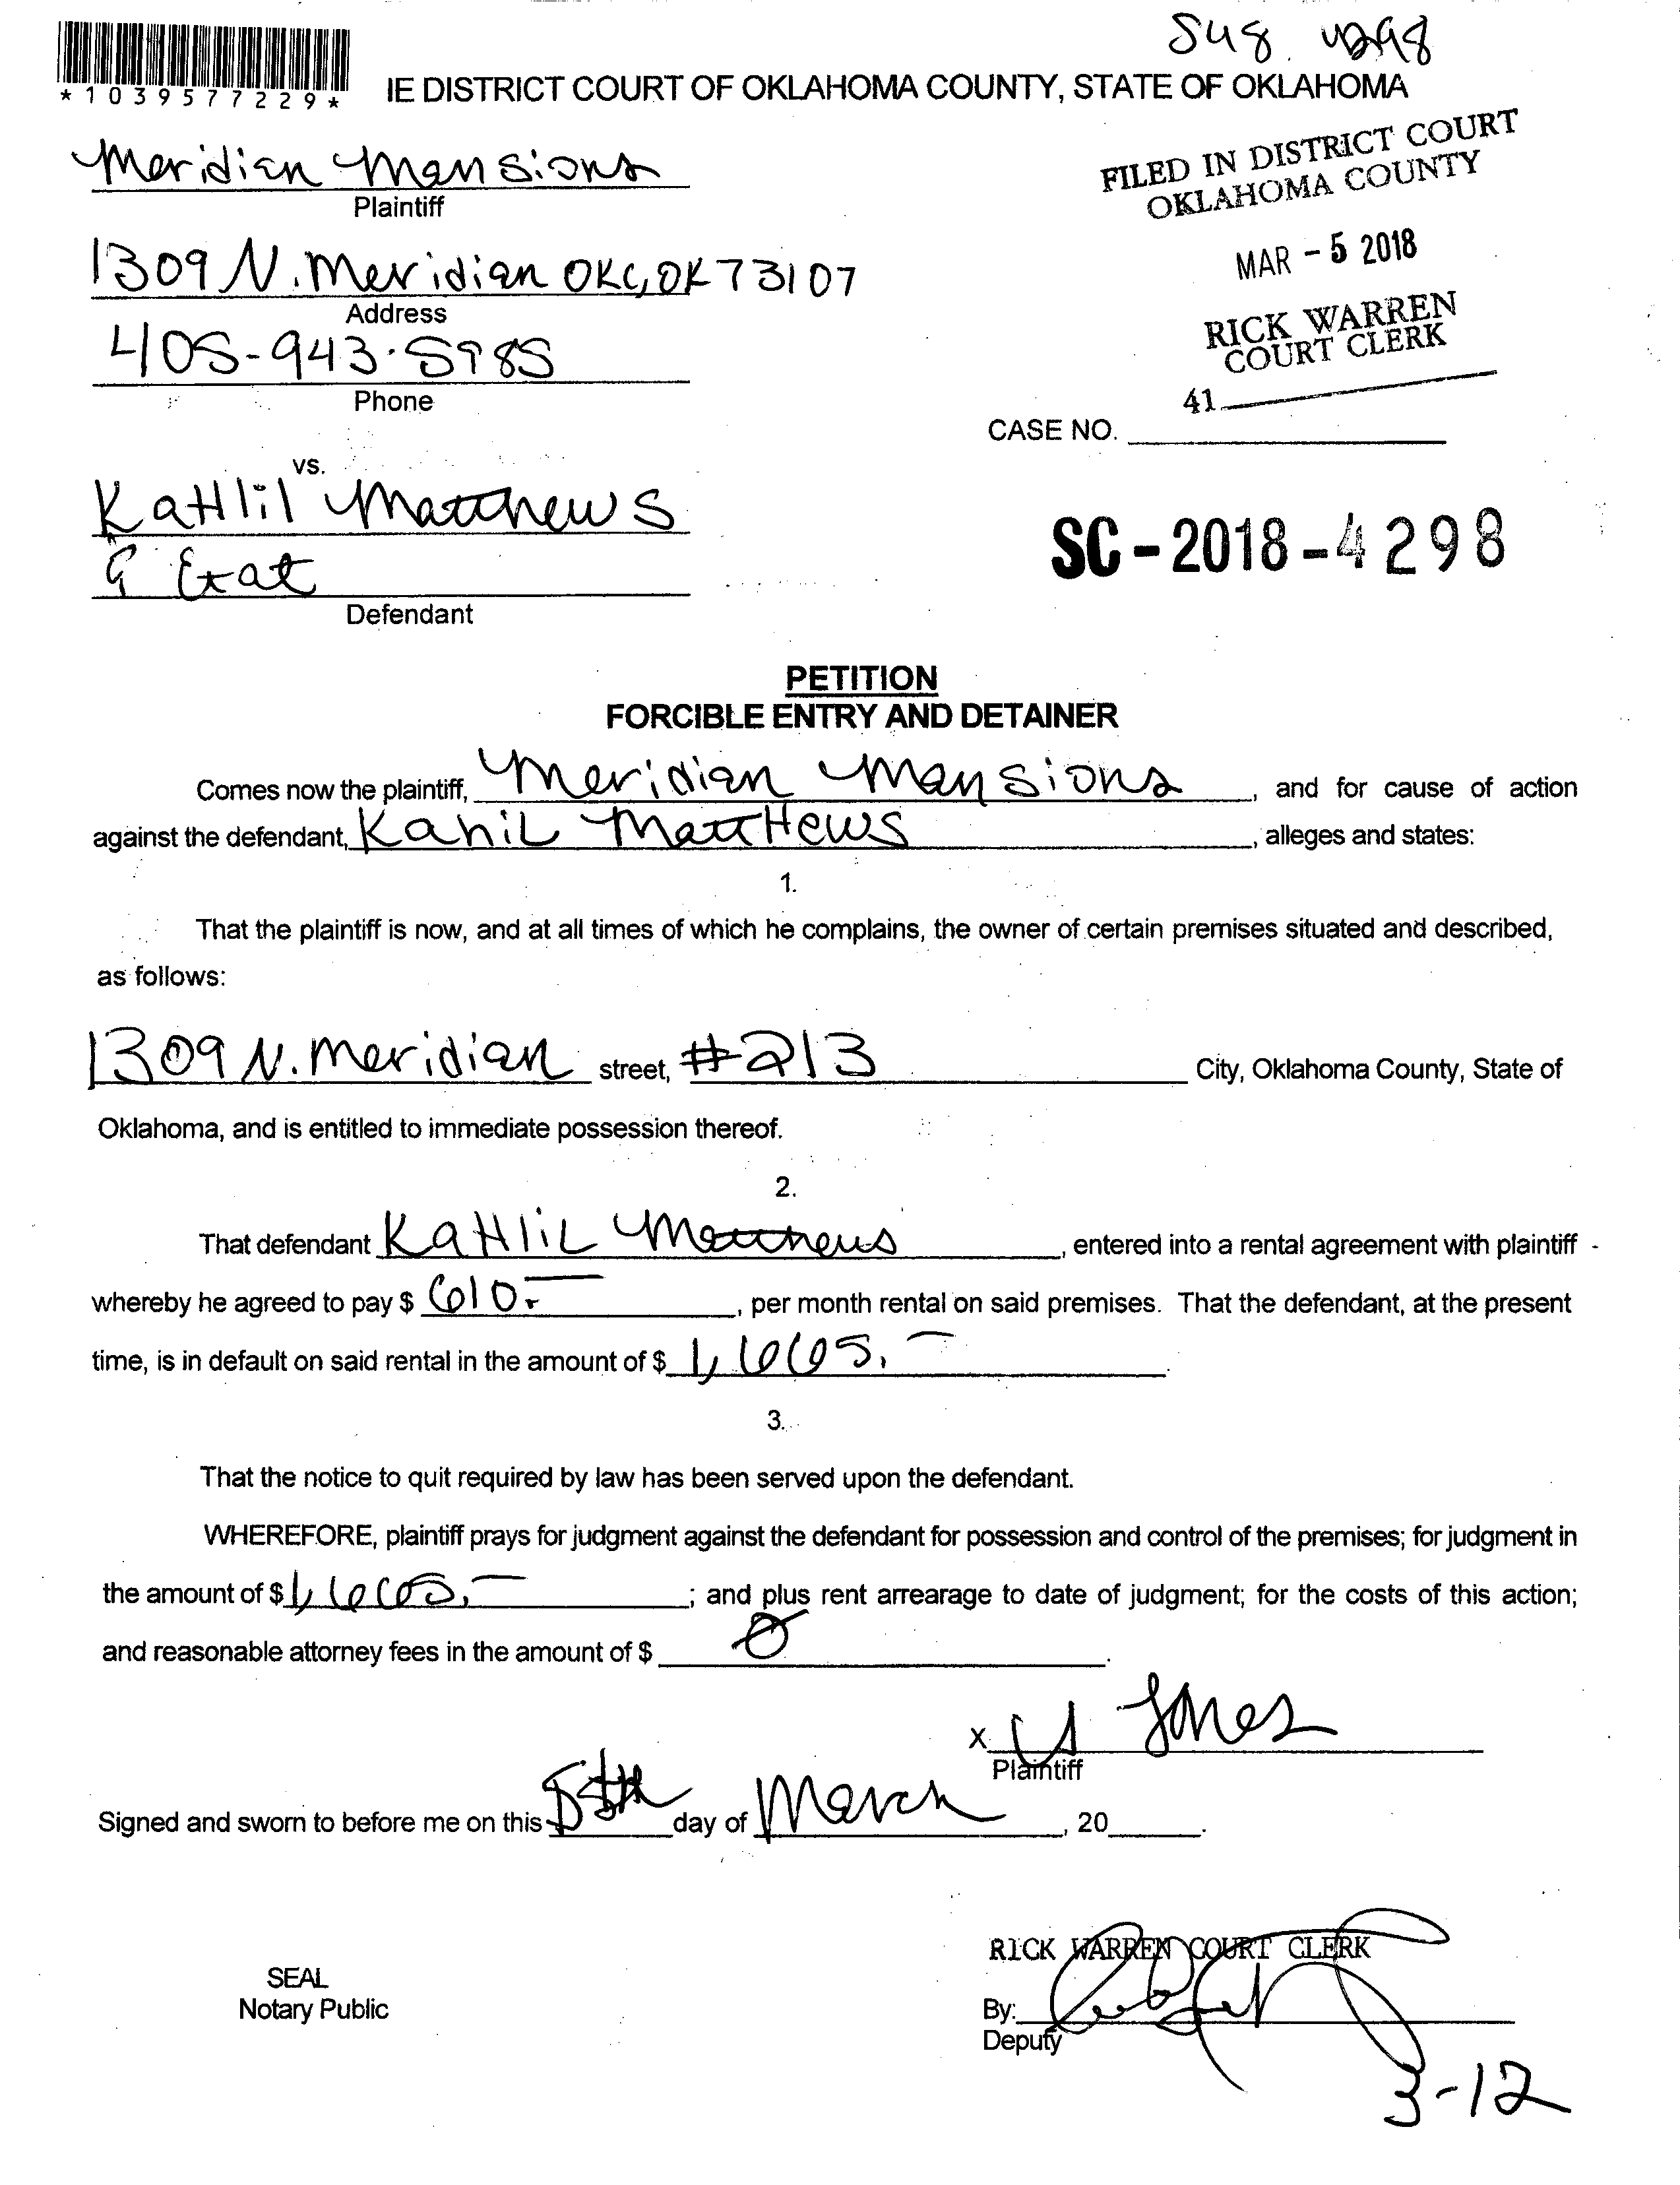 *1039577229*
IE DISTRICT COURT OF OKLAHOMA COUNTY, STATE OF OKLAHOMA
Meridian Mansions
Plaintiff
FILED IN DISTRICT COURT
OKLAHOMA COUNTY
1309 N. Meridian OKC, OK 73107
Address
MAR - 5 2018
405-943-5985
Phone
RICK WARREN
COURT CLERK
41
CASE NO.
vs.
KaHlil Matthews
Defendant
SC-2018-4298
PETITION
FORCIBLE ENTRY AND DETAINER
Comes now the plaintiff, Meridian Mansions, and for cause of action
against the defendant, KahiL MattHews, alleges and states:
1.
That the plaintiff is now, and at all times of which he complains, the owner of certain premises situated and described,
as follows:
1309 N. Meridian street, #213 City, Oklahoma County, State of
Oklahoma, and is entitled to immediate possession thereof.
2.
That defendant KaHliL Matthews, entered into a rental agreement with plaintiff
whereby he agreed to pay $ 610.-, per month rental on said premises. That the defendant, at the present
time, is in default on said rental in the amount of $ 1,665.-.
3.
That the notice to quit required by law has been served upon the defendant.
WHEREFORE, plaintiff prays for judgment against the defendant for possession and control of the premises; for judgment in
the amount of $ 1,665.-; and plus rent arrearage to date of judgment; for the costs of this action;
and reasonable attorney fees in the amount of $ 0.
X Jones
Plaintiff
Signed and sworn to before me on this 5th day of March, 20.
RICK WARREN COURT CLERK
SEAL
Notary Public
By:
Deputy
3-12